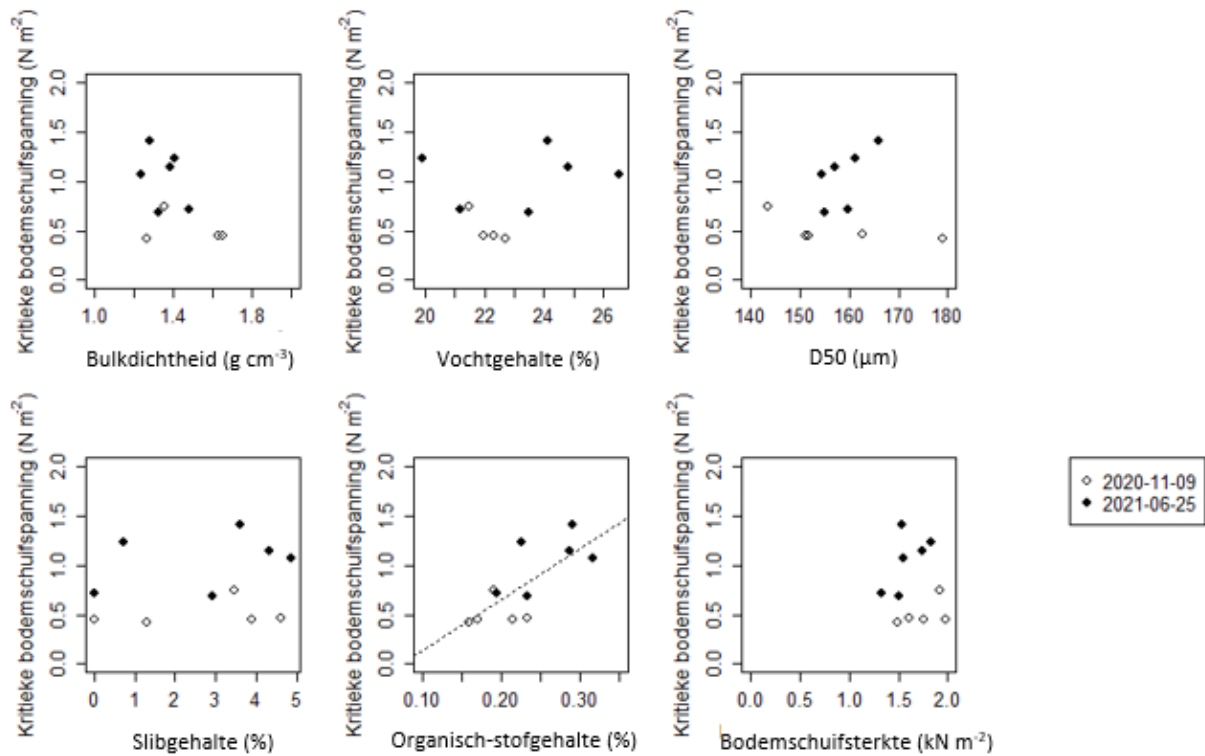 Kritieke bodemschuifspanning (N m⁻²)
0.0 0.5 1.0 1.5 2.0
1.0 1.4 1.8
Bulkdichtheid (g cm⁻³)
Kritieke bodemschuifspanning (N m⁻²)
0.0 0.5 1.0 1.5 2.0
20 22 24 26
Vochtgehalte (%)
Kritieke bodemschuifspanning (N m⁻²)
0.0 0.5 1.0 1.5 2.0
140 150 160 170 180
D50 (µm)
Kritieke bodemschuifspanning (N m⁻²)
0.0 0.5 1.0 1.5 2.0
0 1 2 3 4 5
Slibgehalte (%)
Kritieke bodemschuifspanning (N m⁻²)
0.0 0.5 1.0 1.5 2.0
0.10 0.20 0.30
Organisch-stofgehalte (%)
Kritieke bodemschuifspanning (N m⁻²)
0.0 0.5 1.0 1.5 2.0
0.0 0.5 1.0 1.5 2.0
Bodemschuifsterkte (kN m⁻²)
2020-11-09
2021-06-25